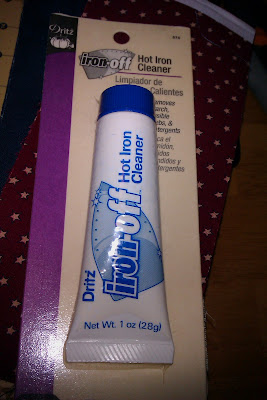 Dritz
iron-off
Hot Iron
Cleaner
Limpiador de
Calientes
Hot Iron
Cleaner
iron-off
Dritz
Net Wt. 1 oz (28g)